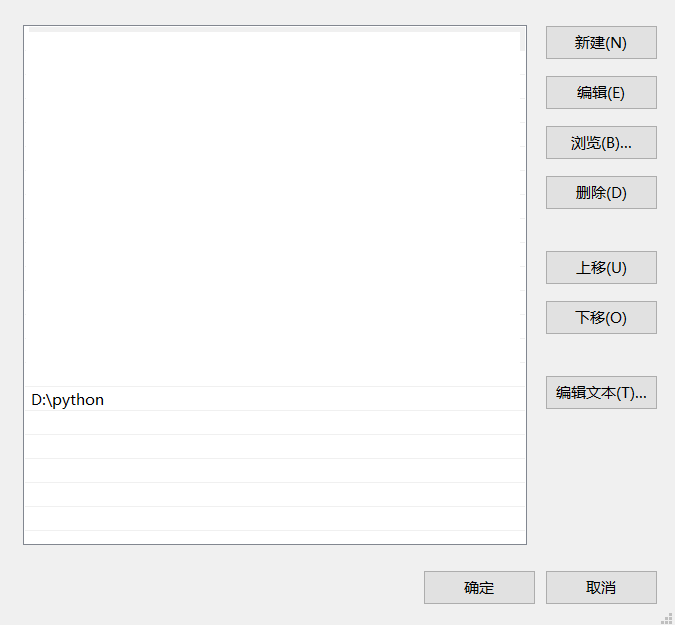 新建(N)
编辑(E)
浏览(B)...
删除(D)
上移(U)
下移(O)
编辑文本(T)...
D:\python
确定
取消